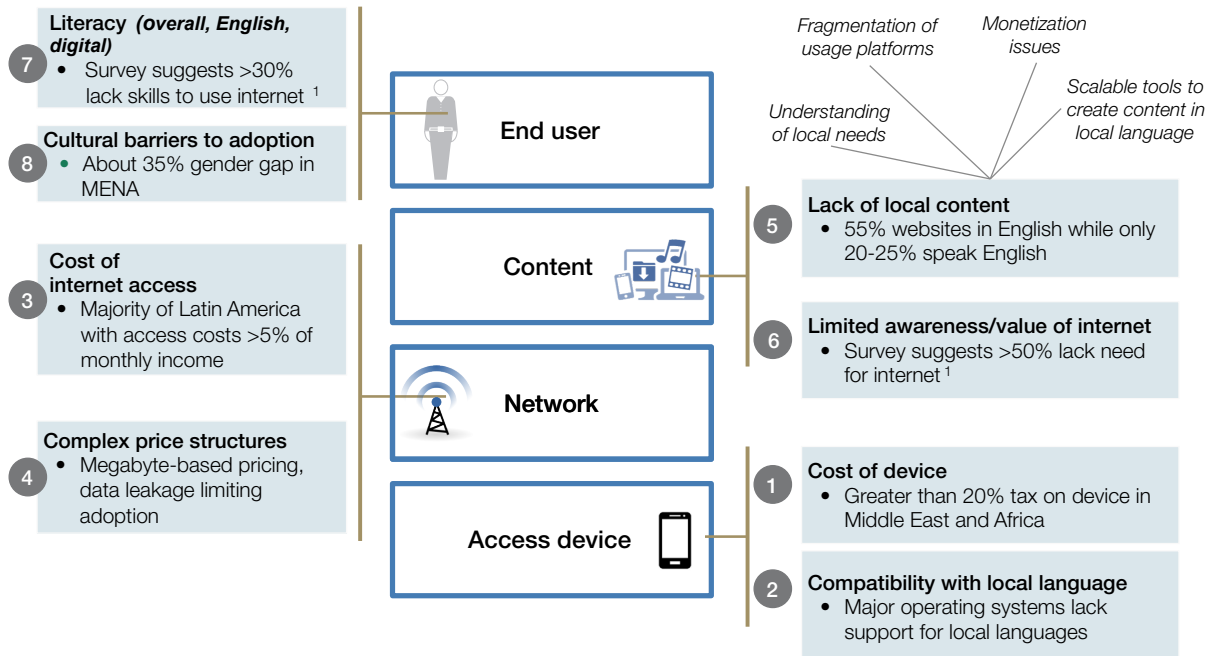 Literacy (overall, English,
digital)
7
• Survey suggests >30%
lack skills to use internet 1
Cultural barriers to adoption
8
• About 35% gender gap in
MENA
Cost of
internet access
3
• Majority of Latin America
with access costs >5% of
monthly income
Complex price structures
4
• Megabyte-based pricing,
data leakage limiting
adoption
End user
Content
Network
Access device
Fragmentation of
usage platforms
Monetization
issues
Understanding
of local needs
Scalable tools to
create content in
local language
Lack of local content
5
• 55% websites in English while only
20-25% speak English
Limited awareness/value of internet
6
• Survey suggests >50% lack need
for internet 1
Cost of device
1
• Greater than 20% tax on device in
Middle East and Africa
Compatibility with local language
2
• Major operating systems lack
support for local languages